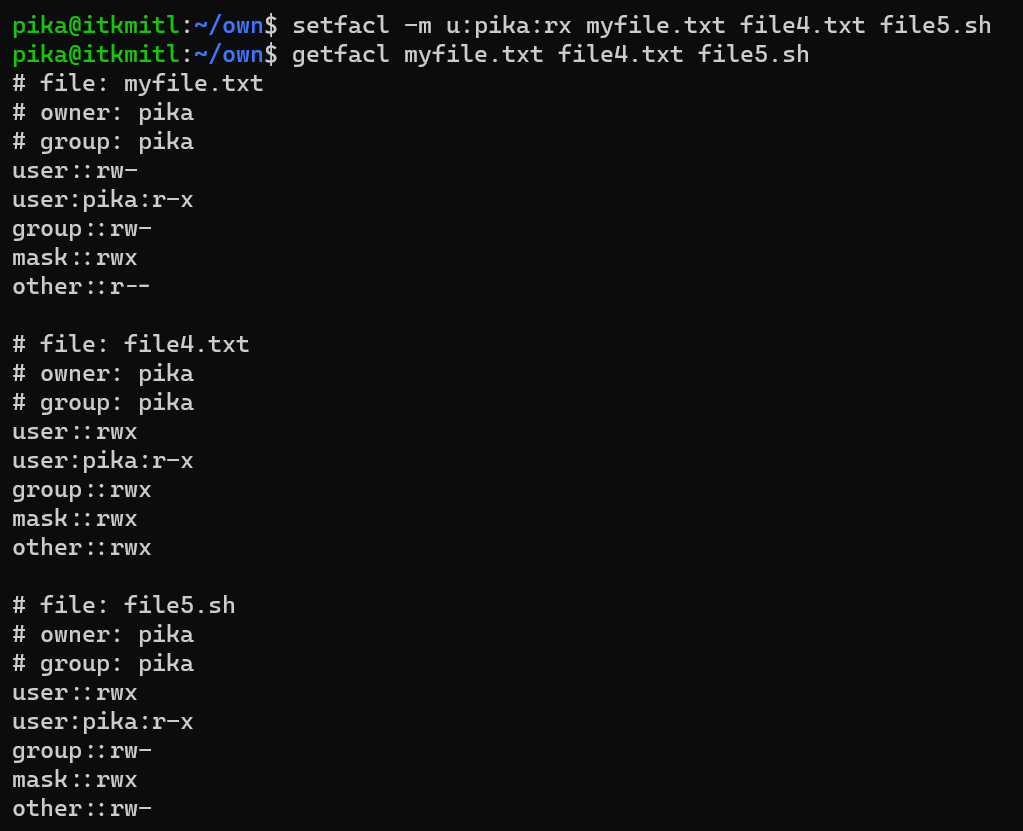 pika@itkmitl:~/own$ setfacl -m u:pika:rx myfile.txt file4.txt file5.sh
pika@itkmitl:~/own$ getfacl myfile.txt file4.txt file5.sh
# file: myfile.txt
# owner: pika
# group: pika
user::rw-
user:pika:r-x
group::rw-
mask::rwx
other::r--

# file: file4.txt
# owner: pika
# group: pika
user::rwx
user:pika:r-x
group::rwx
mask::rwx
other::rwx

# file: file5.sh
# owner: pika
# group: pika
user::rwx
user:pika:r-x
group::rw-
mask::rwx
other::rw-